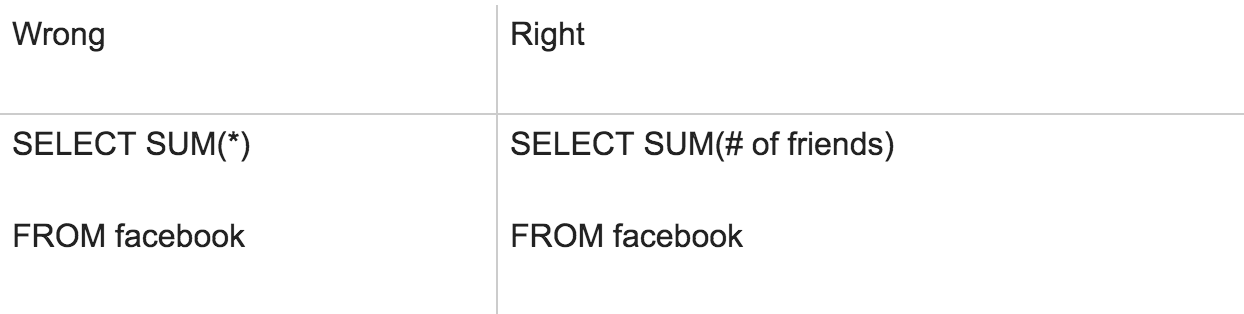 Wrong
Right
SELECT SUM(*)
SELECT SUM(# of friends)
FROM facebook
FROM facebook